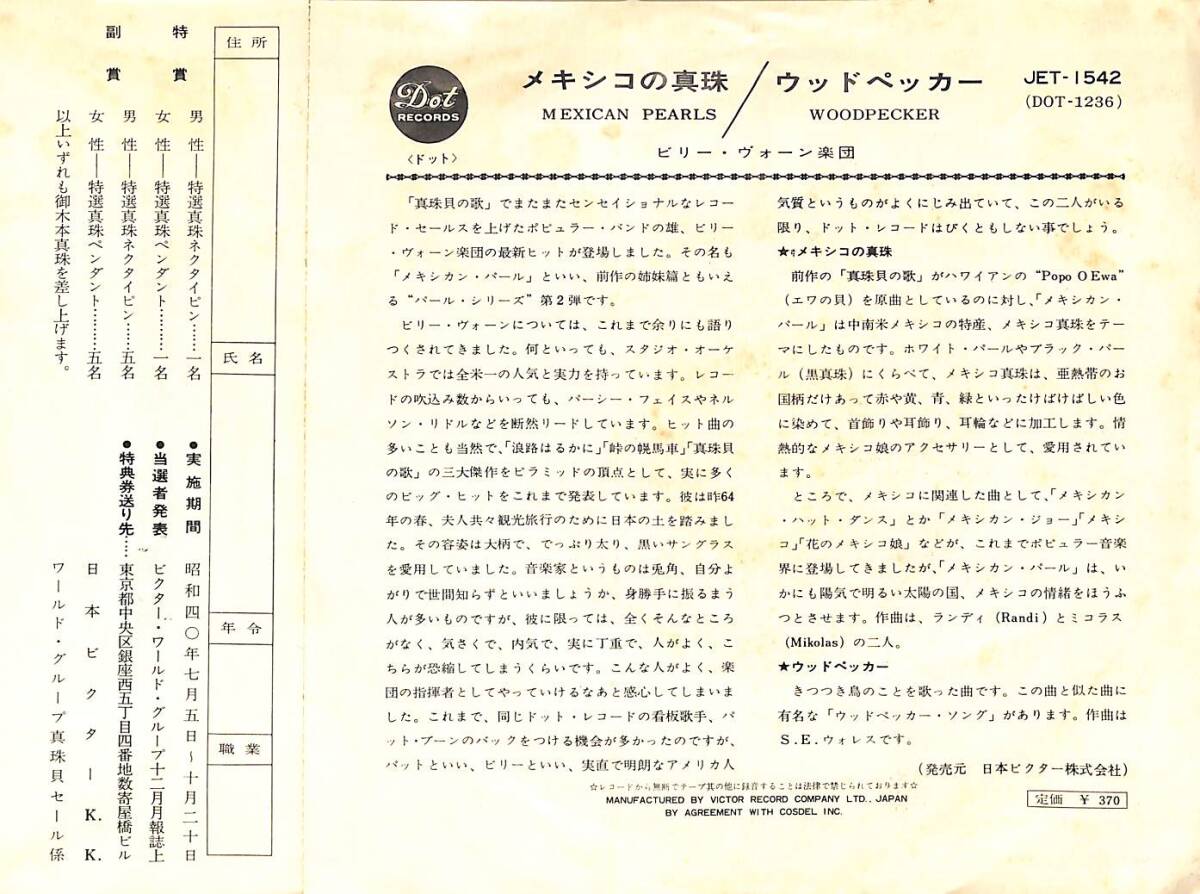 特賞　男性——特選真珠ネクタイピン……一名
女性——特選真珠ペンダント………一名
副賞　男性——特選真珠ネクタイピン……五名
女性——特選真珠ペンダント………五名
以上いずれも御木本真珠を差し上げます。
●実施期間　昭和四〇年七月五日～十月二十日
●当選者発表　ビクター・ワールド・グループ十二月月報誌上
●特典券送り先……東京都中央区銀座西五丁目四番地数寄屋橋ビル
日本ビクターK.K.
ワールド・グループ真珠貝セール係
住所
氏名
年令
職業
Dot
RECORDS
〈ドット〉
メキシコの真珠／ウッドペッカー
MEXICAN PEARLS
WOODPECKER
JET-1542
(DOT-1236)
ビリー・ヴォーン楽団
「真珠貝の歌」でまたまたセンセイショナルなレコー
ド・セールスを上げたポピュラー・バンドの雄、ビリー
・ヴォーン楽団の最新ヒットが登場しました。その名も
「メキシカン・パール」といい、前作の姉妹篇ともいえ
る“パール・シリーズ”第2弾です。
ビリー・ヴォーンについては、これまで余りにも語り
つくされてきました。何といっても、スタジオ・オーケ
ストラでは全米一の人気と実力を持っています。レコー
ドの吹込み数からいっても、パーシー・フェイスやネル
ソン・リドルなどを断然リードしています。ヒット曲の
多いことも当然で、「浪路はるかに」「峠の幌馬車」「真珠貝
の歌」の三大傑作をピラミッドの頂点として、実に多く
のビッグ・ヒットをこれまで発表しています。彼は昨64
年の春、夫人共々観光旅行のために日本の土を踏みまし
た。その容姿は大柄で、でっぷり太り、黒いサングラス
を愛用していました。音楽家というものは兎角、自分よ
がりで世間知らずといいましょうか、身勝手に振るまう
人が多いものですが、彼に限っては、全くそんなところ
がなく、気さくで、内気で、実に丁重で、人がよく、こ
ちらが恐縮してしまうくらいです。こんな人がよく、楽
団の指揮者としてやっていけるなあと感心してしまいま
した。これまで、同じドット・レコードの看板歌手、パ
ット・ブーンのバックをつける機会が多かったのですが、
パットといい、ビリーといい、実直で明朗なアメリカ人
気質というものがよくにじみ出ていて、この二人がいる
限り、ドット・レコードはびくともしない事でしょう。
★メキシコの真珠
前作の「真珠貝の歌」がハワイアンの“Popo O Ewa”
（エワの貝）を原曲としているのに対し、「メキシカン・
パール」は中南米メキシコの特産、メキシコ真珠をテー
マにしたものです。ホワイト・パールやブラック・パー
ル（黒真珠）にくらべて、メキシコ真珠は、亜熱帯のお
国柄だけあって赤や黄、青、緑といったけばけばしい色
に染めて、首飾りや耳飾り、耳輪などに加工します。情
熱的なメキシコ娘のアクセサリーとして、愛用されてい
ます。
ところで、メキシコに関連した曲として、「メキシカン
・ハット・ダンス」とか「メキシカン・ジョー」「メキシ
コ」「花のメキシコ娘」などが、これまでポピュラー音楽
界に登場してきましたが、「メキシカン・パール」は、い
かにも陽気で明るい太陽の国、メキシコの情緒をほうふ
つとさせます。作曲は、ランディ（Randi）とミコラス
（Mikolas）の二人。
★ウッドペッカー
きつつき鳥のことを歌った曲です。この曲と似た曲に
有名な「ウッドペッカー・ソング」があります。作曲は
S.E.ウォレスです。
（発売元　日本ビクター株式会社）
☆レコードから無断でテープ其の他に録音することは法律で禁じられております☆
MANUFACTURED BY VICTOR RECORD COMPANY LTD., JAPAN
BY AGREEMENT WITH COSDEL INC.
定価　￥370